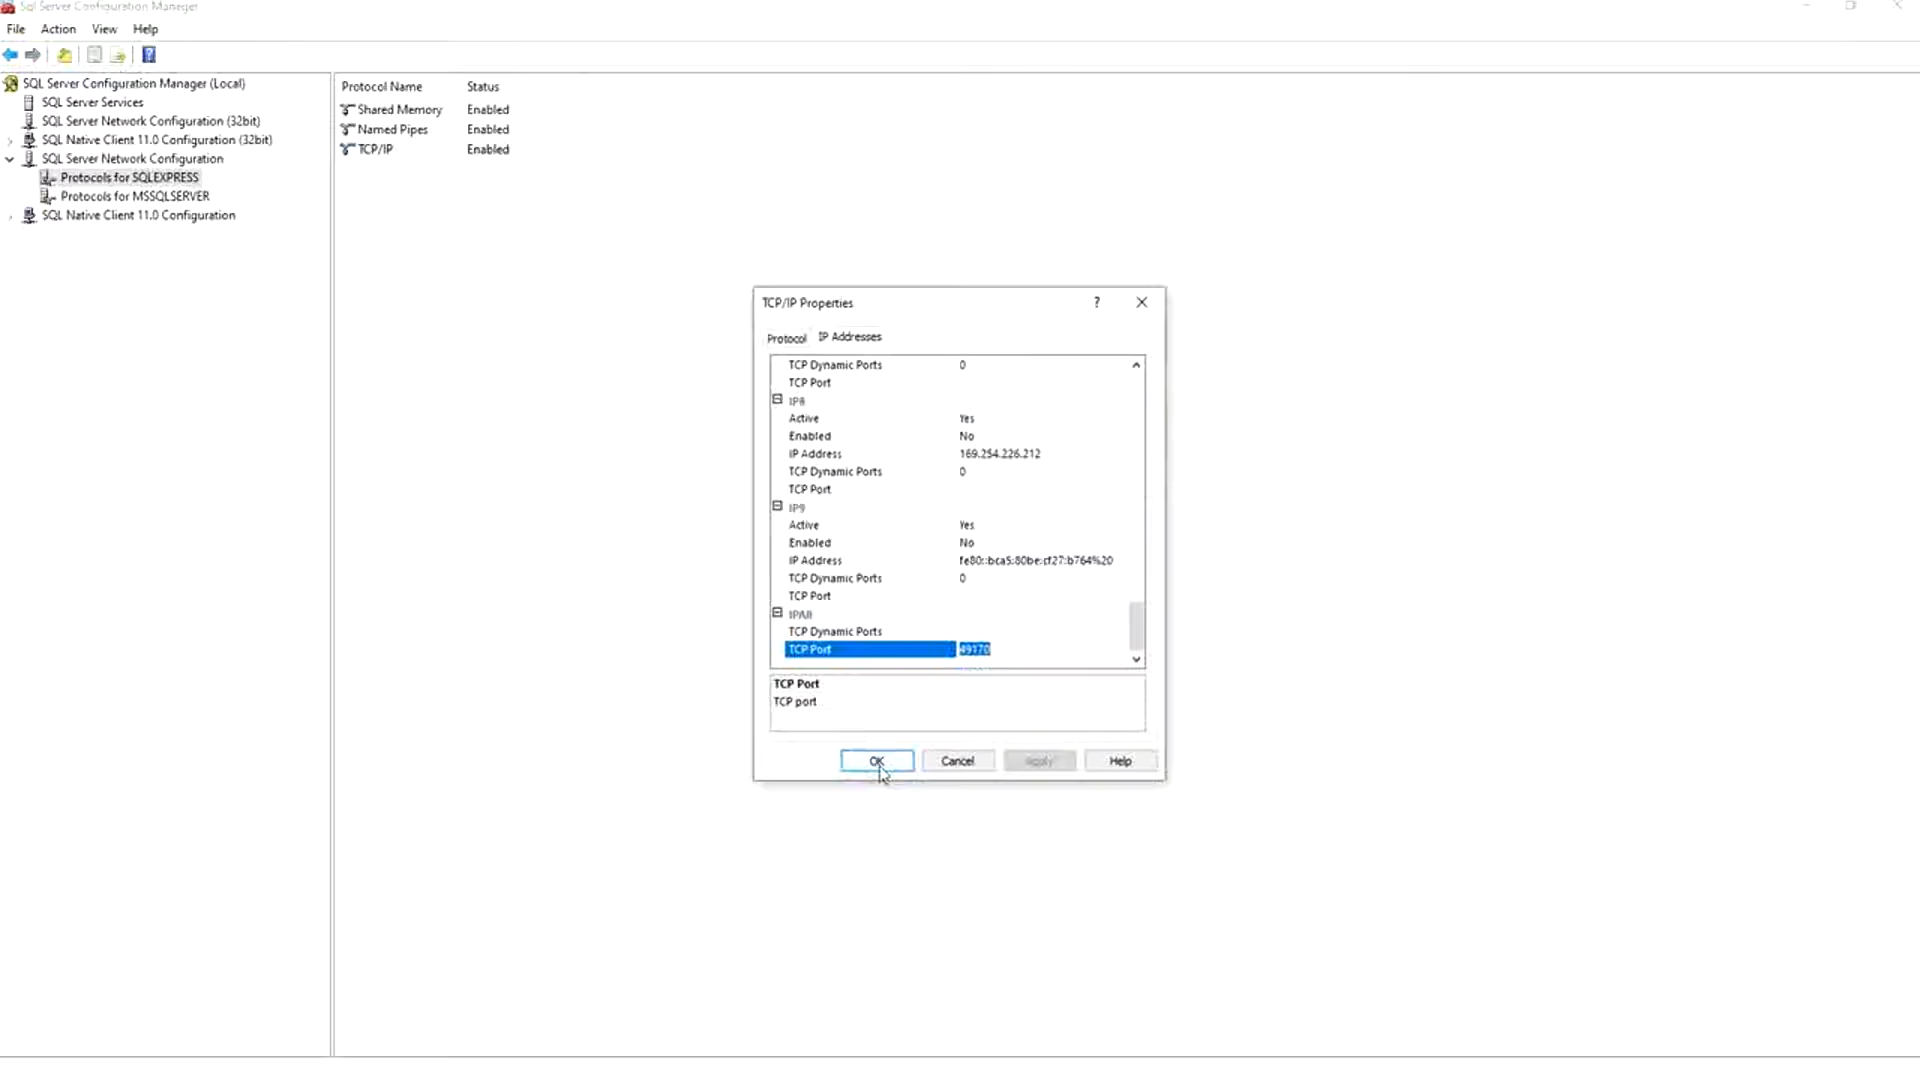 Sql Server Configuration Manager
File Action View Help
SQL Server Configuration Manager (Local)
SQL Server Services
SQL Server Network Configuration (32bit)
SQL Native Client 11.0 Configuration (32bit)
SQL Server Network Configuration
Protocols for SQLEXPRESS
Protocols for MSSQLSERVER
SQL Native Client 11.0 Configuration
Protocol Name Status
Shared Memory Enabled
Named Pipes Enabled
TCP/IP Enabled
TCP/IP Properties
Protocol IP Addresses
TCP Dynamic Ports 0
TCP Port
IP8
Active Yes
Enabled No
IP Address 169.254.226.212
TCP Dynamic Ports 0
TCP Port
IP9
Active Yes
Enabled No
IP Address fe80::bca5:80be:cf27:b764%20
TCP Dynamic Ports 0
TCP Port
IPAll
TCP Dynamic Ports
TCP Port 49170
TCP Port
TCP port
OK Cancel Apply Help